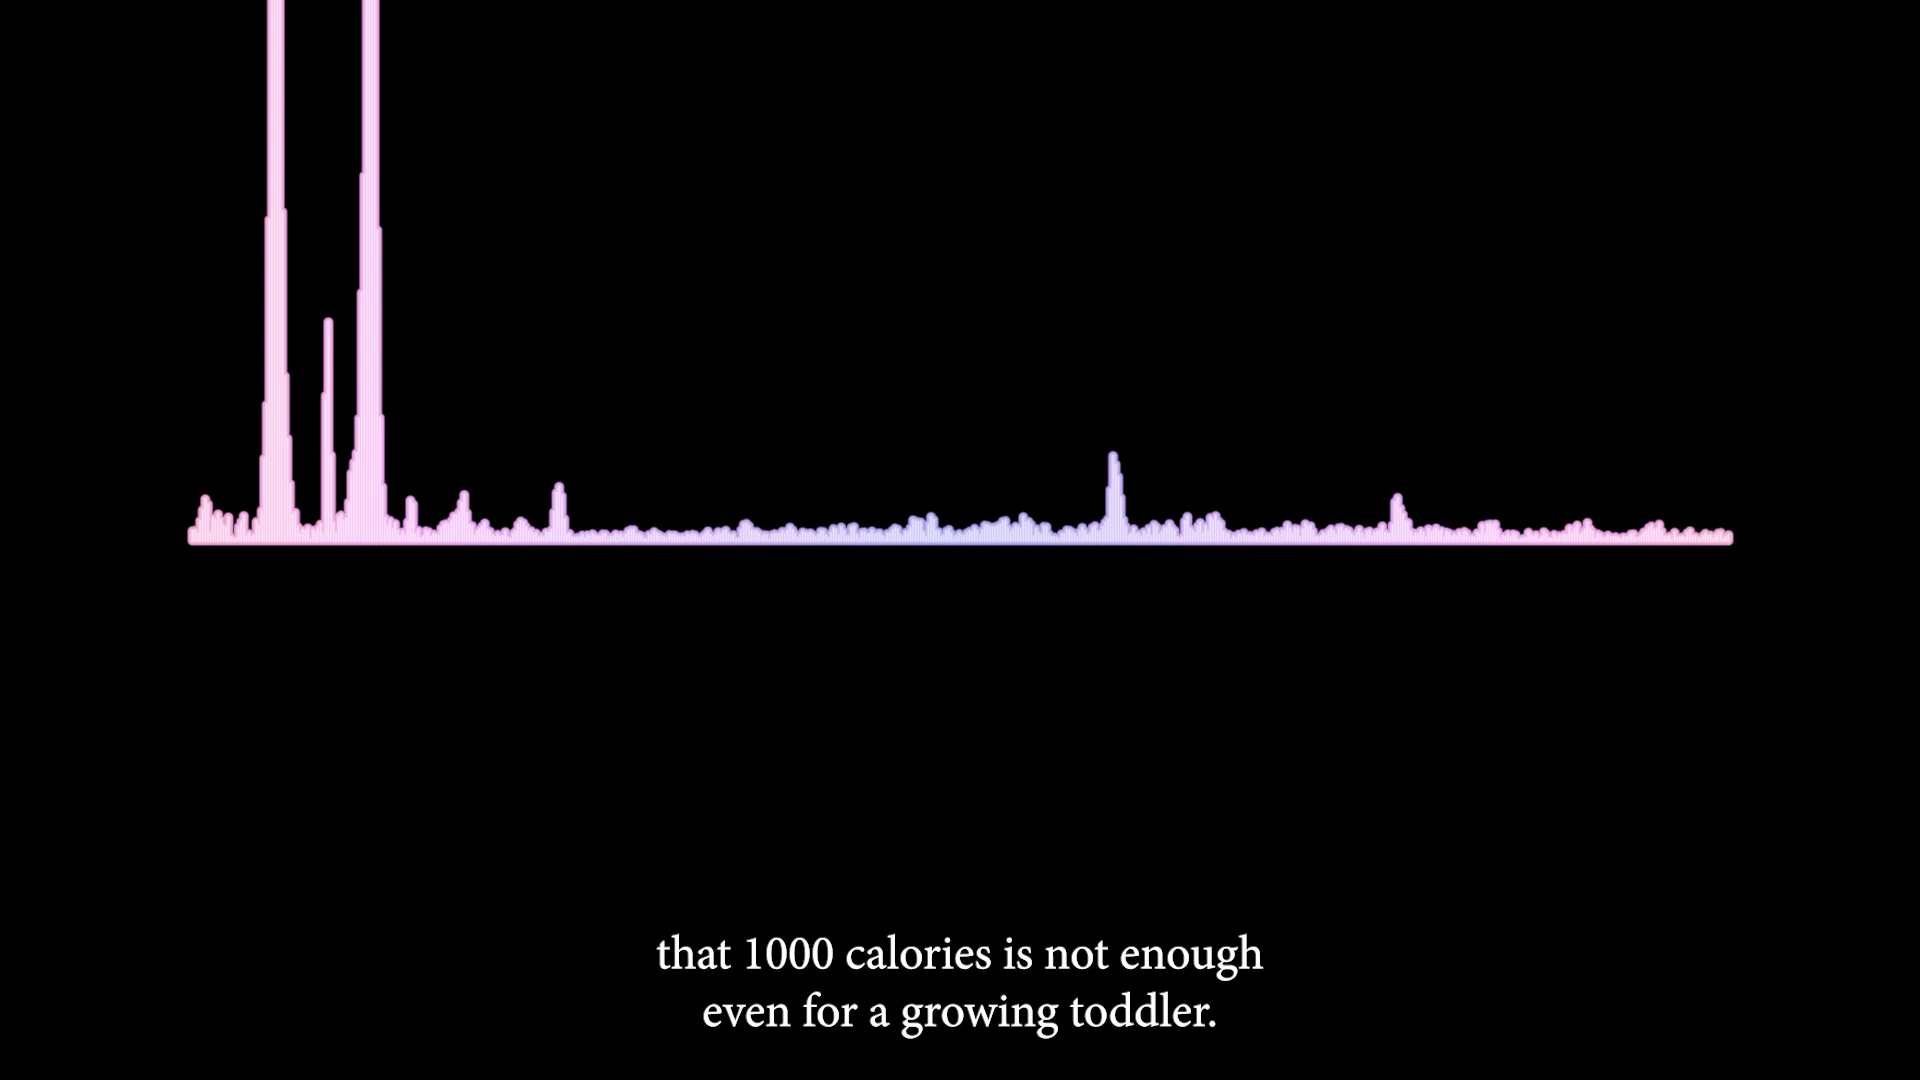 that 1000 calories is not enough
even for a growing toddler.